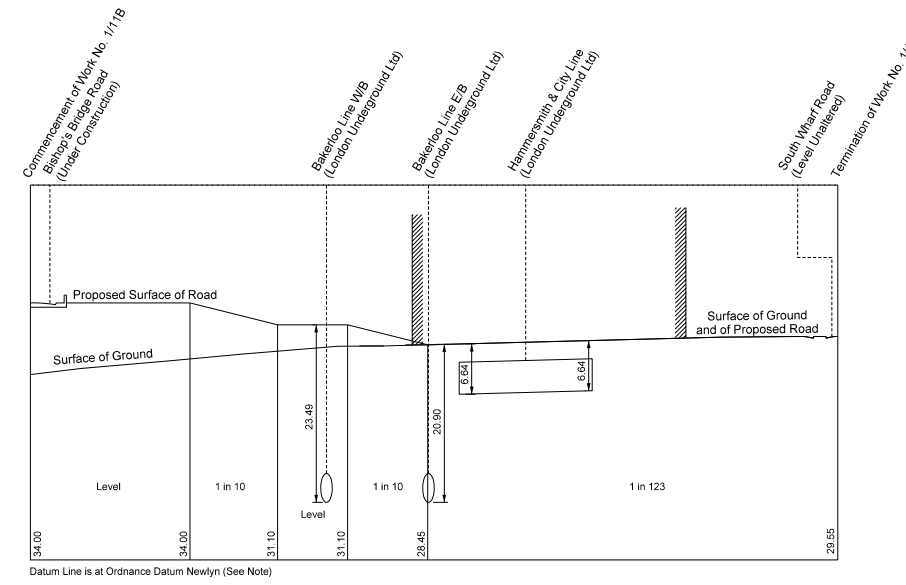 Commencement of Work No. 1/11B
Bishop's Bridge Road
(Under Construction)
Bakerloo Line W/B
(London Underground Ltd)
Bakerloo Line E/B
(London Underground Ltd)
Hammersmith & City Line
(London Underground Ltd)
South Wharf Road
(Level Unaltered)
Termination of Work No.
Proposed Surface of Road
Surface of Ground
Surface of Ground
and of Proposed Road
23.49
20.90
6.64
6.64
Level
1 in 10
Level
1 in 10
1 in 123
34.00
34.00
31.10
31.10
28.45
29.55
Datum Line is at Ordnance Datum Newlyn (See Note)